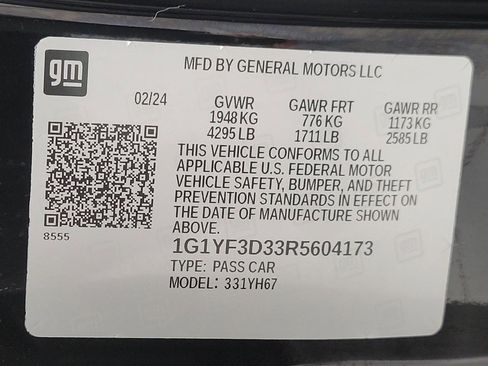 gm
MFD BY GENERAL MOTORS LLC
02/24 GVWR GAWR FRT GAWR RR
1948 KG 776 KG 1173 KG
4295 LB 1711 LB 2585 LB
THIS VEHICLE CONFORMS TO ALL
APPLICABLE U.S. FEDERAL MOTOR
VEHICLE SAFETY, BUMPER, AND THEFT
PREVENTION STANDARDS IN EFFECT ON
THE DATE OF MANUFACTURE SHOWN
ABOVE.
8555
1G1YF3D33R5604173
TYPE: PASS CAR
MODEL: 331YH67